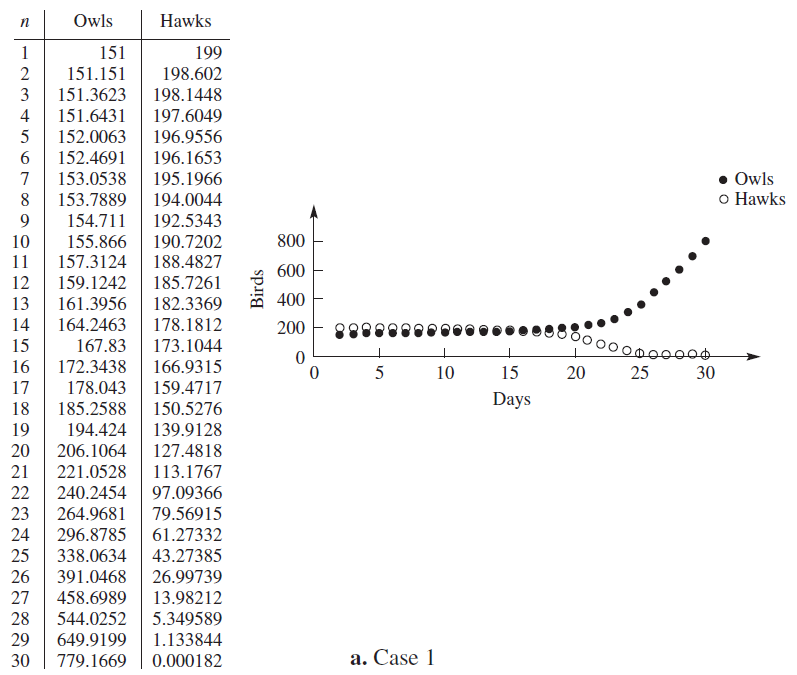 n Owls Hawks
1 151 199
2 151.151 198.602
3 151.3623 198.1448
4 151.6431 197.6049
5 152.0063 196.9556
6 152.4691 196.1653
7 153.0538 195.1966
8 153.7889 194.0044
9 154.711 192.5343
10 155.866 190.7202
11 157.3124 188.4827
12 159.1242 185.7261
13 161.3956 182.3369
14 164.2463 178.1812
15 167.83 173.1044
16 172.3438 166.9315
17 178.043 159.4717
18 185.2588 150.5276
19 194.424 139.9128
20 206.1064 127.4818
21 221.0528 113.1767
22 240.2454 97.09366
23 264.9681 79.56915
24 296.8785 61.27332
25 338.0634 43.27385
26 391.0468 26.99739
27 458.6989 13.98212
28 544.0252 5.349589
29 649.9199 1.133844
30 779.1669 0.000182
Owls
Hawks
800
600
400
200
0
Birds
0 5 10 15 20 25 30
Days
a. Case 1